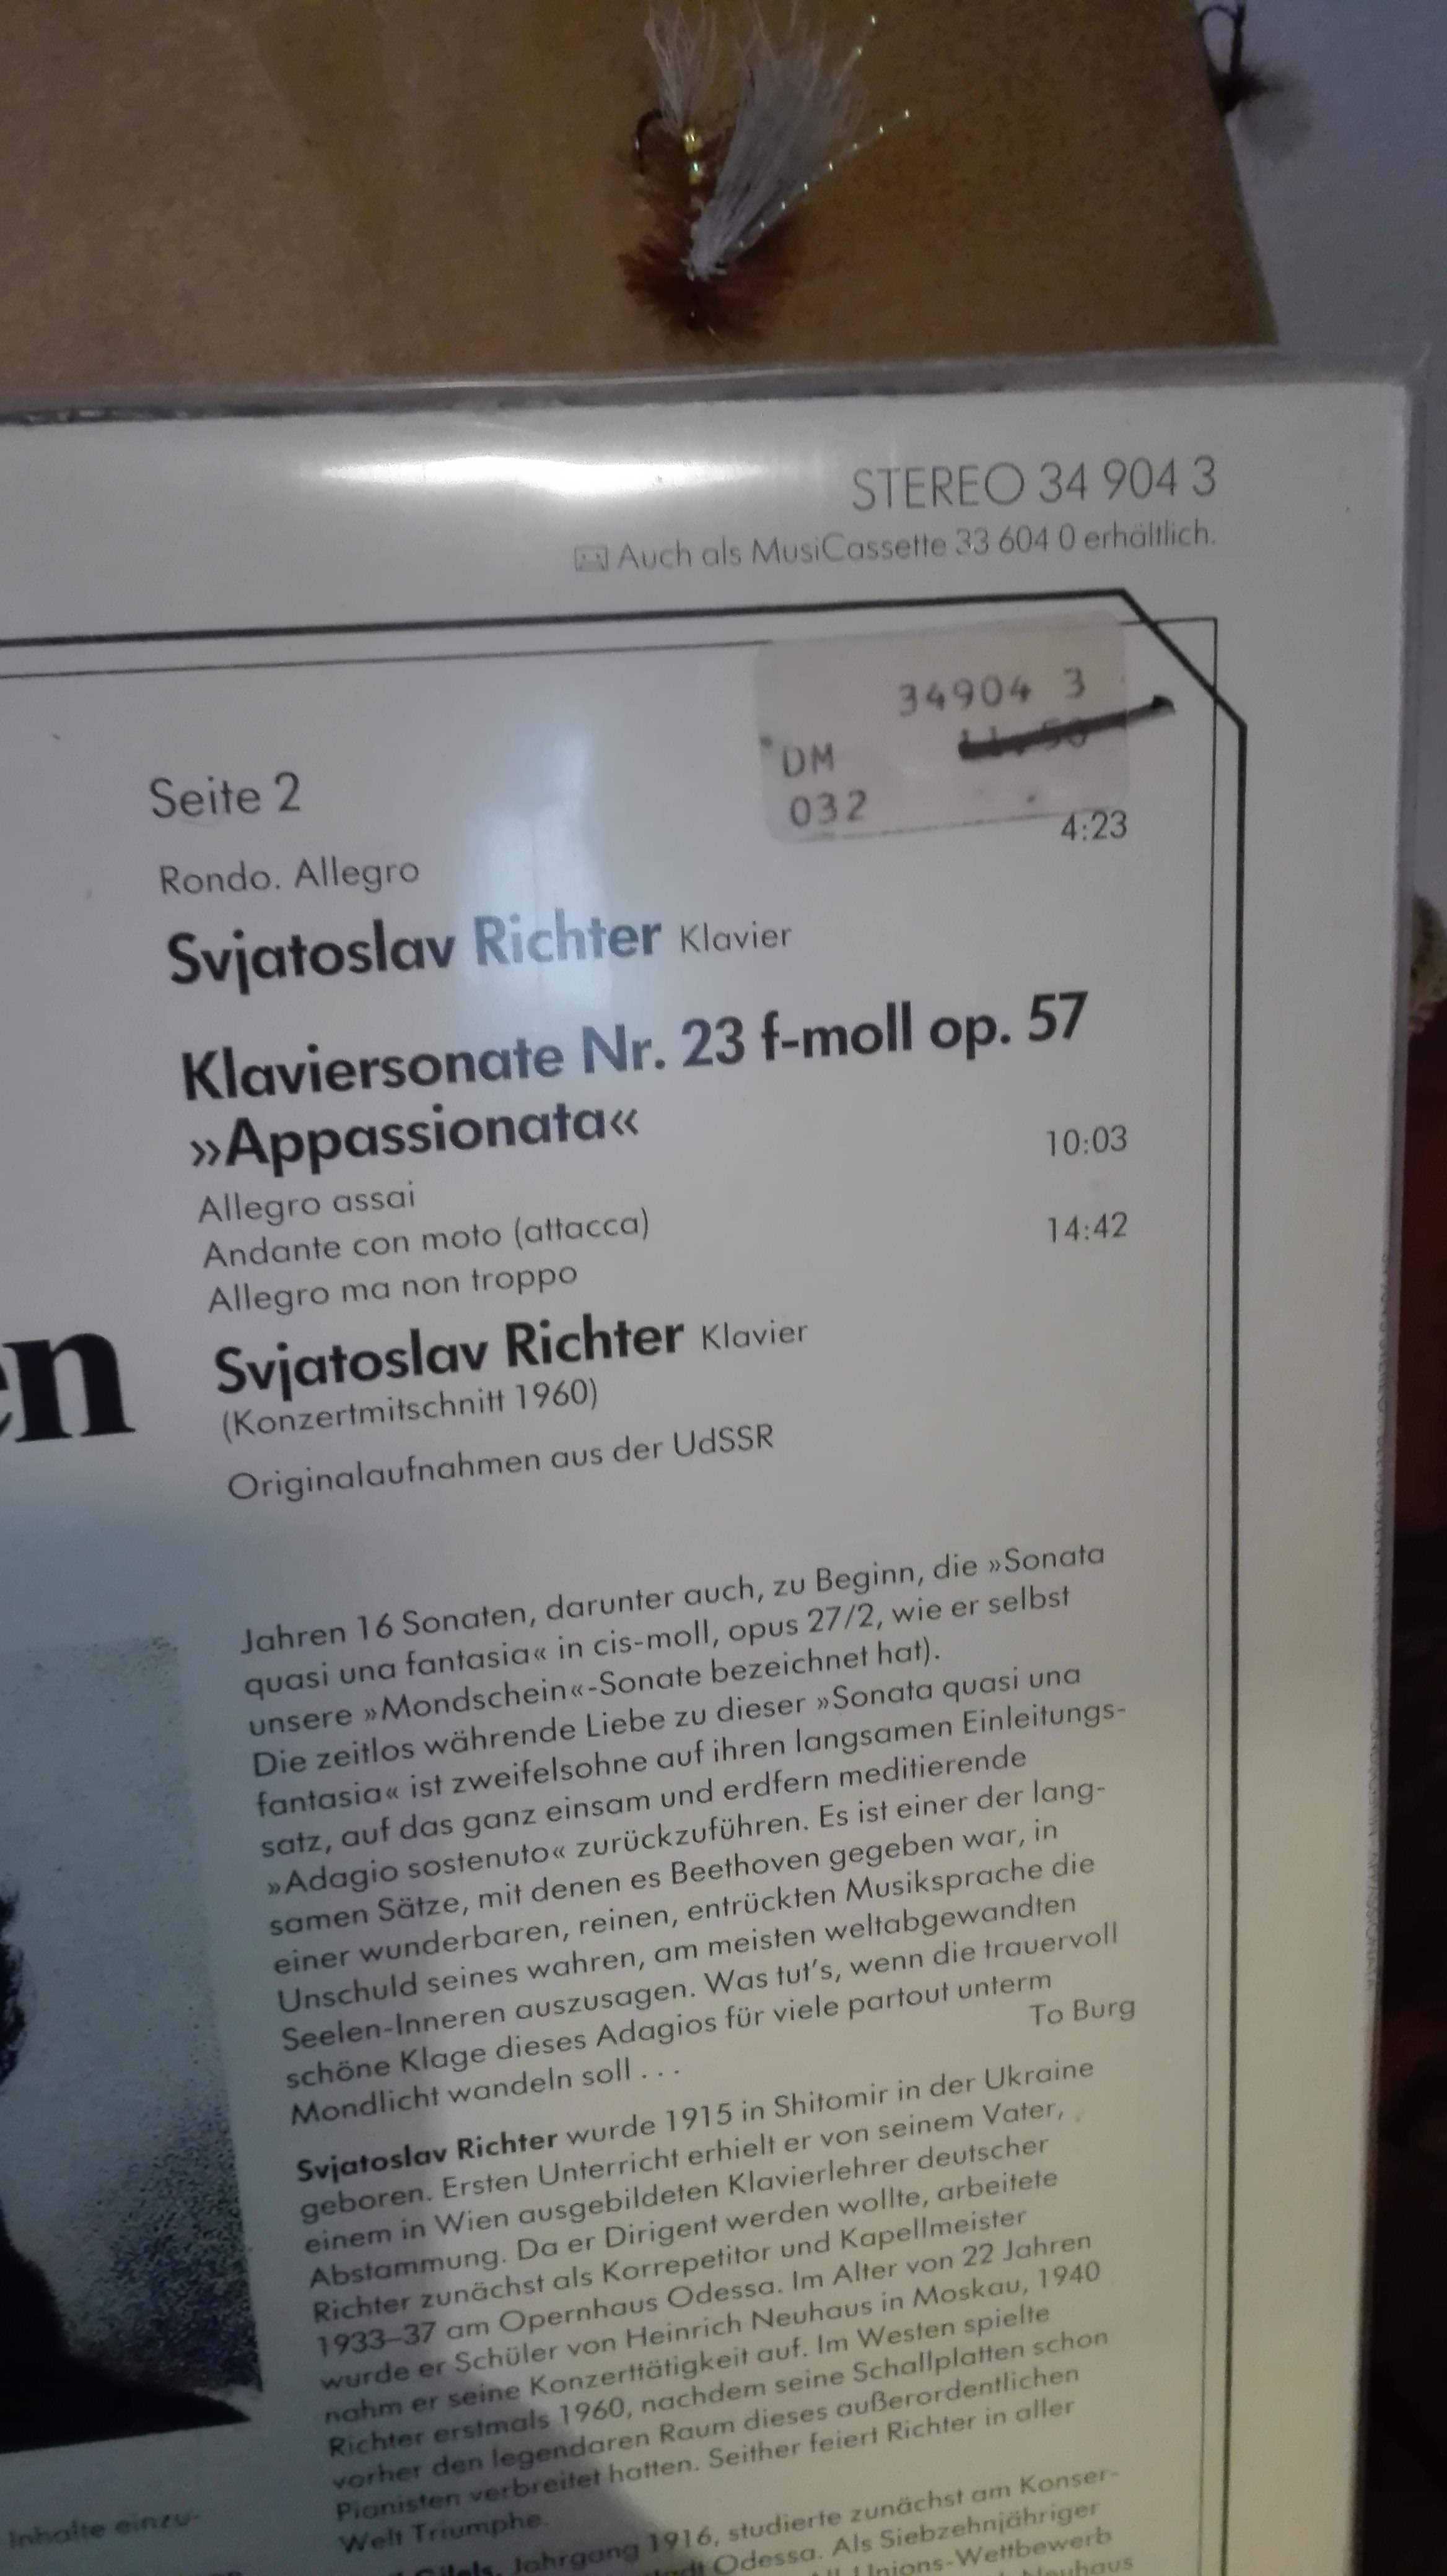 STEREO 34 904 3
Auch als MusiCassette 33 604 0 erhältlich.
34904 3
DM 11.50
032
Seite 2
Rondo. Allegro 4:23
Svjatoslav Richter Klavier
Klaviersonate Nr. 23 f-moll op. 57
»Appassionata«
Allegro assai 10:03
Andante con moto (attacca)
Allegro ma non troppo 14:42
Svjatoslav Richter Klavier
(Konzertmitschnitt 1960)
Originalaufnahmen aus der UdSSR
en
Jahren 16 Sonaten, darunter auch, zu Beginn, die »Sonata
quasi una fantasia« in cis-moll, opus 27/2, wie er selbst
unsere »Mondschein«-Sonate bezeichnet hat).
Die zeitlos währende Liebe zu dieser »Sonata quasi una
fantasia« ist zweifelsohne auf ihren langsamen Einleitungs-
satz, auf das ganz einsam und erdfern meditierende
»Adagio sostenuto« zurückzuführen. Es ist einer der lang-
samen Sätze, mit denen es Beethoven gegeben war, in
einer wunderbaren, reinen, entrückten Musiksprache die
Unschuld seines wahren, am meisten weltabgewandten
Seelen-Inneren auszusagen. Was tut's, wenn die trauervoll
schöne Klage dieses Adagios für viele partout unterm
Mondlicht wandeln soll . . .
To Burg
Svjatoslav Richter wurde 1915 in Shitomir in der Ukraine
geboren. Ersten Unterricht erhielt er von seinem Vater,
einem in Wien ausgebildeten Klavierlehrer deutscher
Abstammung. Da er Dirigent werden wollte, arbeitete
Richter zunächst als Korrepetitor und Kapellmeister
1933–37 am Opernhaus Odessa. Im Alter von 22 Jahren
wurde er Schüler von Heinrich Neuhaus in Moskau, 1940
nahm er seine Konzerttätigkeit auf. Im Westen spielte
Richter erstmals 1960, nachdem seine Schallplatten schon
vorher den legendaren Raum dieses außerordentlichen
Pianisten verbreitet hatten. Seither feiert Richter in aller
Welt Triumphe.
Inhalte einzu-
Gilels, Jahrgang 1916, studierte zunächst am Konser-
Odessa. Als Siebzehnjähriger
Unions-Wettbewerb
Neuhaus